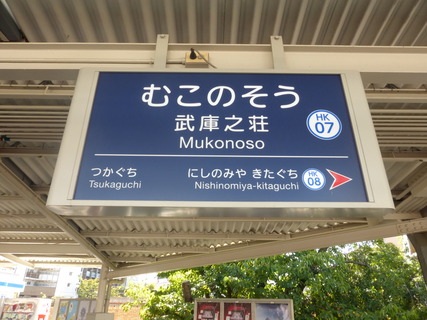 むこのそう
武庫之荘
Mukonoso
HK
07
つかぐち
Tsukaguchi
にしのみや きたぐち
Nishinomiya-kitaguchi
HK
08